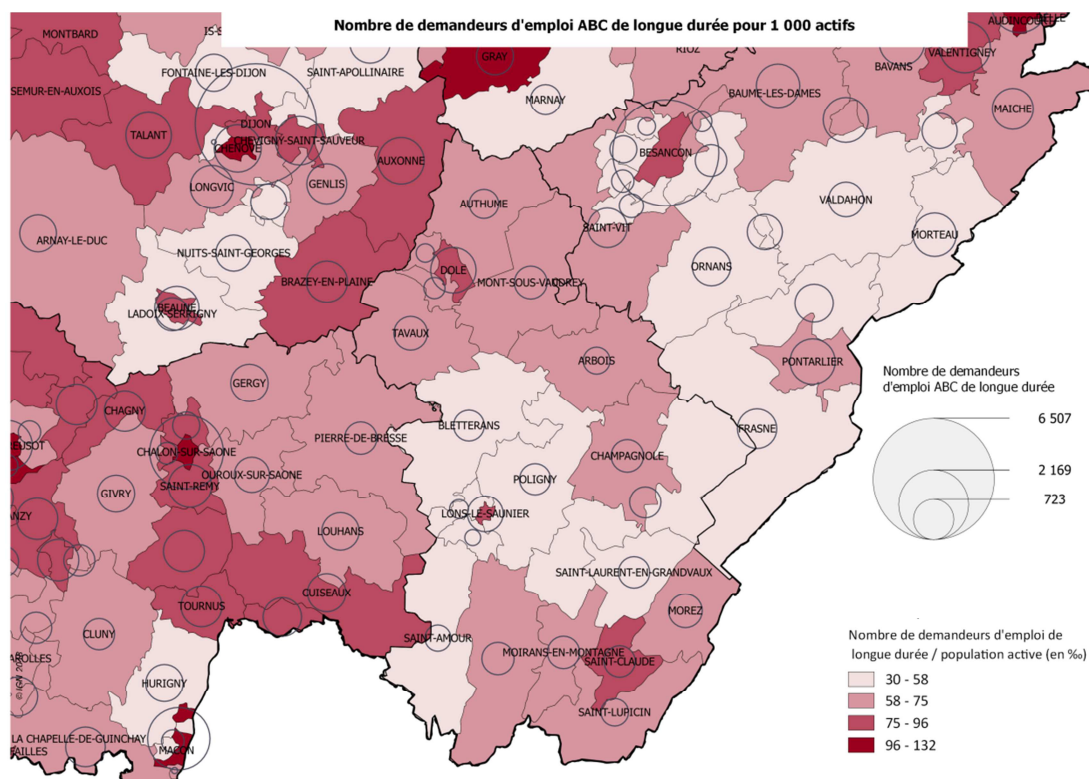 Nombre de demandeurs d'emploi ABC de longue durée pour 1 000 actifs
MONTBARD
IS-S
GRAY
RIOZ
AUDINCOURT
ELLE
VALENTIGNEY
BAVANS
FONTAINE-LES-DIJON
SAINT-APOLLINAIRE
SEMUR-EN-AUXOIS
MARNAY
BAUME-LES-DAMES
MAICHE
TALANT
DIJON
CHEVIGNY-SAINT-SAUVEUR
CHENOVE
AUXONNE
BESANCON
LONGVIC
GENLIS
AUTHUME
VALDAHON
SAINT-VIT
ARNAY-LE-DUC
MORTEAU
NUITS-SAINT-GEORGES
ORNANS
DOLE
BRAZEY-EN-PLAINE
MONT-SOUS-VAUDREY
BEAUNE
LADOIX-SERRIGNY
TAVAUX
ARBOIS
PONTARLIER
GERGY
CHAGNY
BLETTERANS
FRASNE
PIERRE-DE-BRESSE
REUSOT
CHALON-SUR-SAONE
CHAMPAGNOLE
OUROUX-SUR-SAONE
POLIGNY
SAINT-REMY
GIVRY
ANZY
LONS-LE-SAUNIER
LOUHANS
SAINT-LAURENT-EN-GRANDVAUX
CUISEAUX
TOURNUS
MOREZ
CLUNY
SAINT-AMOUR
MOIRANS-EN-MONTAGNE
SAINT-CLAUDE
AROLLES
HURIGNY
SAINT-LUPICIN
LA CHAPELLE-DE-GUINCHAY
MACON
FAILLES
Nombre de demandeurs
d'emploi ABC de longue durée
6 507
2 169
723
Nombre de demandeurs d'emploi de
longue durée / population active (en ‰)
30 - 58
58 - 75
75 - 96
96 - 132